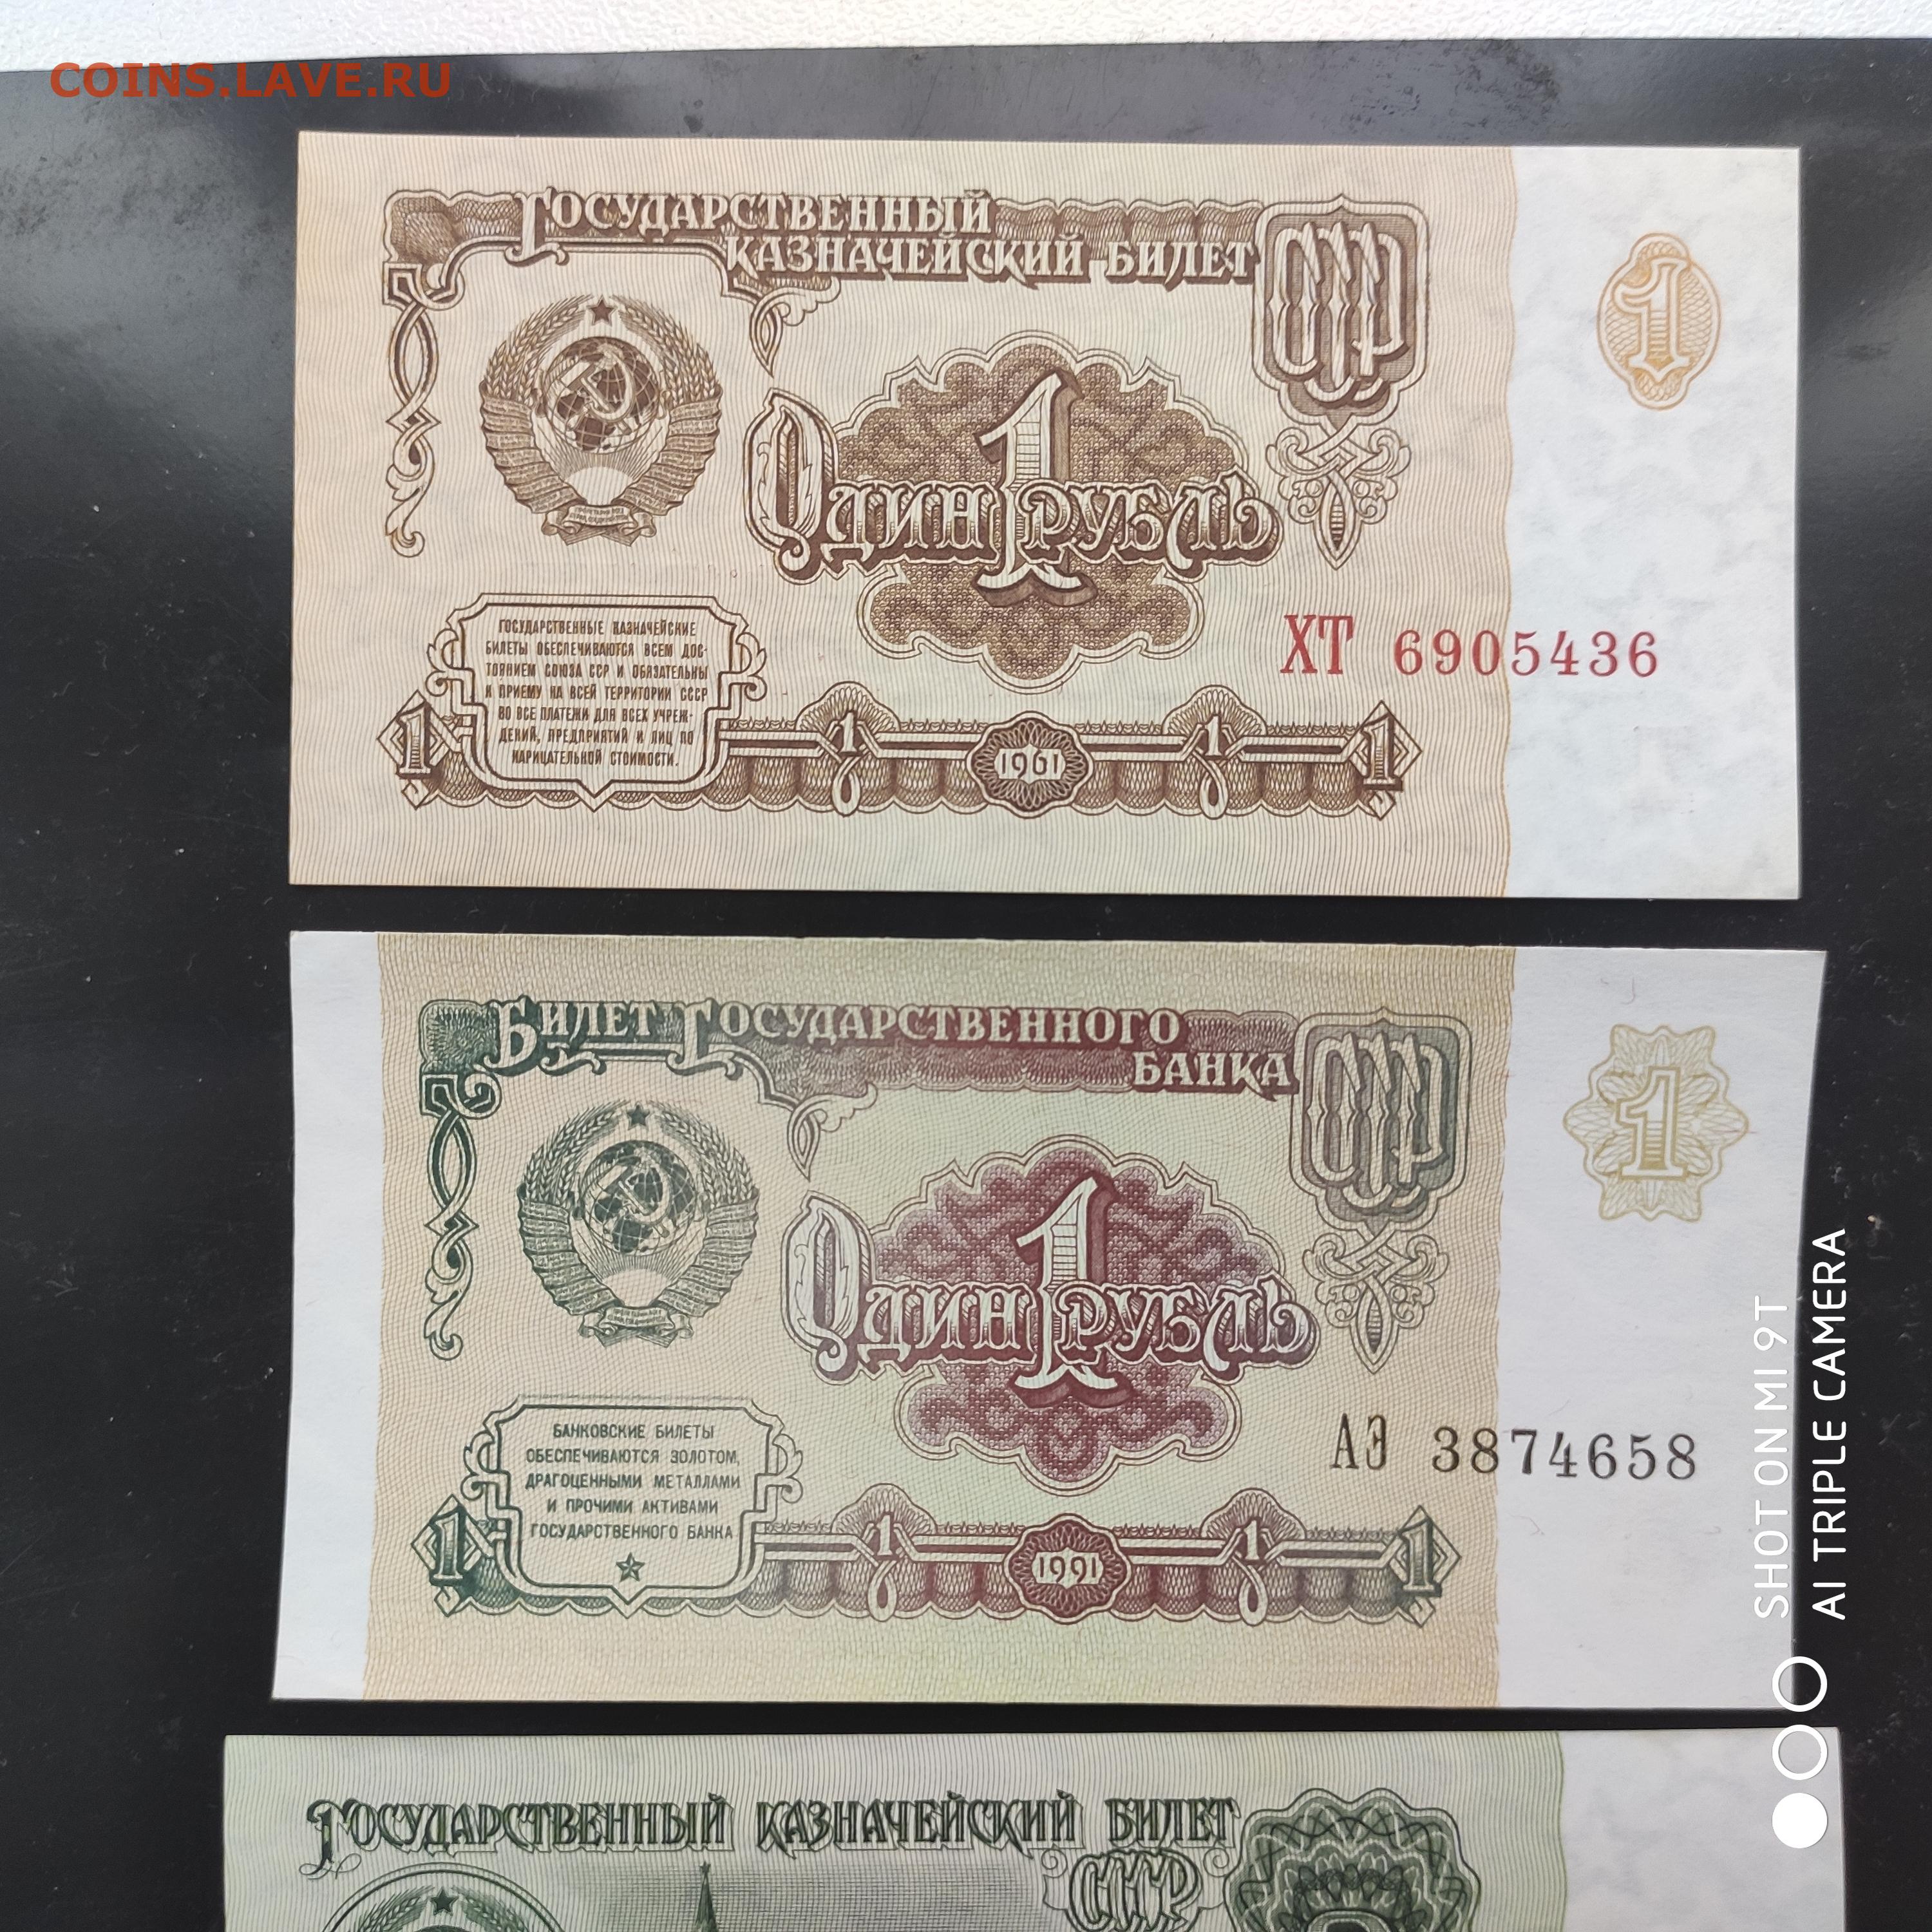 COINS.LAVE.RU
ГОСУДАРСТВЕННЫЙ
КАЗНАЧЕЙСКИЙ БИЛЕТ
СССР
1
1
ОДИН РУБЛЬ
ГОСУДАРСТВЕННЫЕ КАЗНАЧЕЙСКИЕ
БИЛЕТЫ ОБЕСПЕЧИВАЮТСЯ ВСЕМ ДОС-
ТОЯНИЕМ СОЮЗА ССР И ОБЯЗАТЕЛЬНЫ
К ПРИЕМУ НА ВСЕЙ ТЕРРИТОРИИ СССР
ВО ВСЕ ПЛАТЕЖИ ДЛЯ ВСЕХ УЧРЕЖ-
ДЕНИЙ, ПРЕДПРИЯТИЙ И ЛИЦ ПО
НАРИЦАТЕЛЬНОЙ СТОИМОСТИ.
ХТ 6905436
1 1 1961 1 1
БИЛЕТ ГОСУДАРСТВЕННОГО
БАНКА
СССР
1
1
ОДИН РУБЛЬ
БАНКОВСКИЕ БИЛЕТЫ
ОБЕСПЕЧИВАЮТСЯ ЗОЛОТОМ,
ДРАГОЦЕННЫМИ МЕТАЛЛАМИ
И ПРОЧИМИ АКТИВАМИ
ГОСУДАРСТВЕННОГО БАНКА
АЭ 3874658
1 1 1991 1 1
ГОСУДАРСТВЕННЫЙ КАЗНАЧЕЙСКИЙ БИЛЕТ
СССР
SHOT ON MI 9T
AI TRIPLE CAMERA